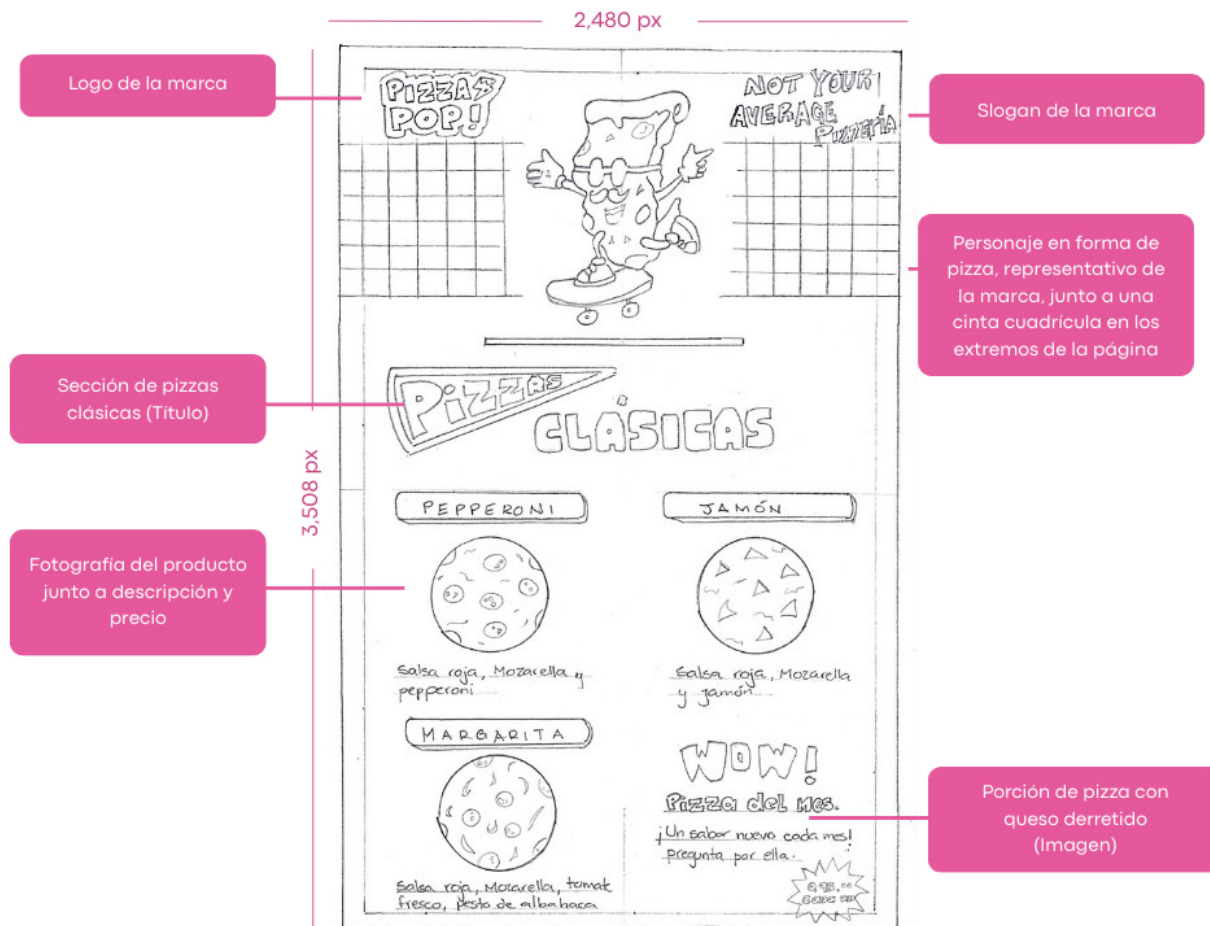 2,480 px
Logo de la marca
PIZZAS
POP!
NOT YOUR
AVERAGE
PIZZERÍA
Slogan de la marca
Personaje en forma de
pizza, representativo de
la marca, junto a una
cinta cuadrícula en los
extremos de la página
Sección de pizzas
clásicas (Título)
PIZZAS
CLÁSICAS
3,508 px
PEPPERONI
JAMÓN
Fotografía del producto
junto a descripción y
precio
Salsa roja, Mozarella y
pepperoni
Salsa roja, Mozarella
y jamón
MARGARITA
WOW!
Pizza del mes.
¡Un sabor nuevo cada mes!
pregunta por ella.
Porción de pizza con
queso derretido
(Imagen)
Salsa roja, Mozarella, tomate
fresco, pesto de albahaca